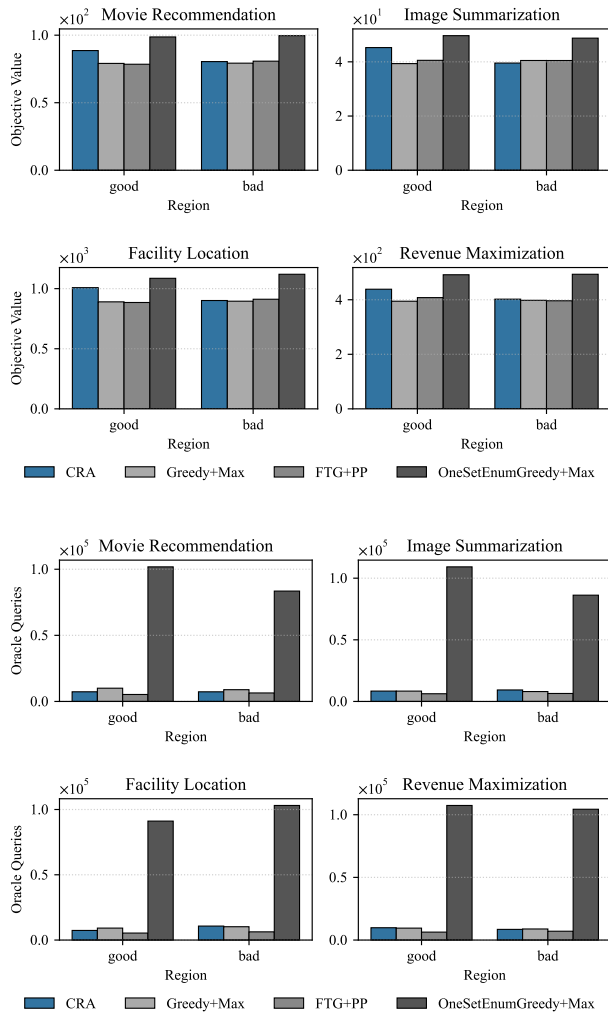 Movie Recommendation
×10²
Objective Value
1.0
0.5
0.0
good
bad
Region
Image Summarization
×10¹
4
2
0
good
bad
Region
Facility Location
×10³
Objective Value
1.0
0.5
0.0
good
bad
Region
Revenue Maximization
×10²
4
2
0
good
bad
Region
CRA Greedy+Max FTG+PP OneSetEnumGreedy+Max
Movie Recommendation
×10⁵
Oracle Queries
1.0
0.5
0.0
good
bad
Region
Image Summarization
×10⁵
1.0
0.5
0.0
good
bad
Region
Facility Location
×10⁵
Oracle Queries
1.0
0.5
0.0
good
bad
Region
Revenue Maximization
×10⁵
1.0
0.5
0.0
good
bad
Region
CRA Greedy+Max FTG+PP OneSetEnumGreedy+Max